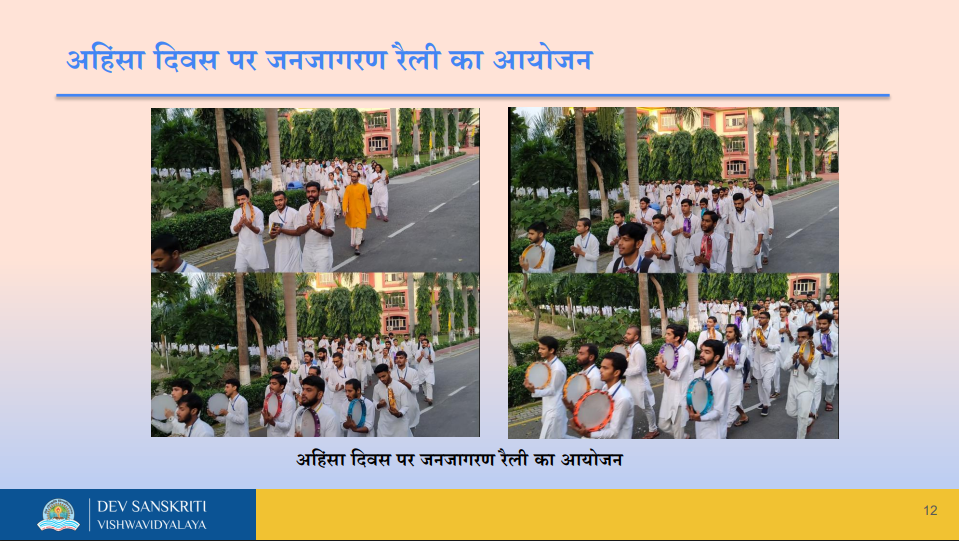 अहिंसा दिवस पर जनजागरण रैली का आयोजन
अहिंसा दिवस पर जनजागरण रैली का आयोजन
DEV SANSKRITI
VISHWAVIDYALAYA
12